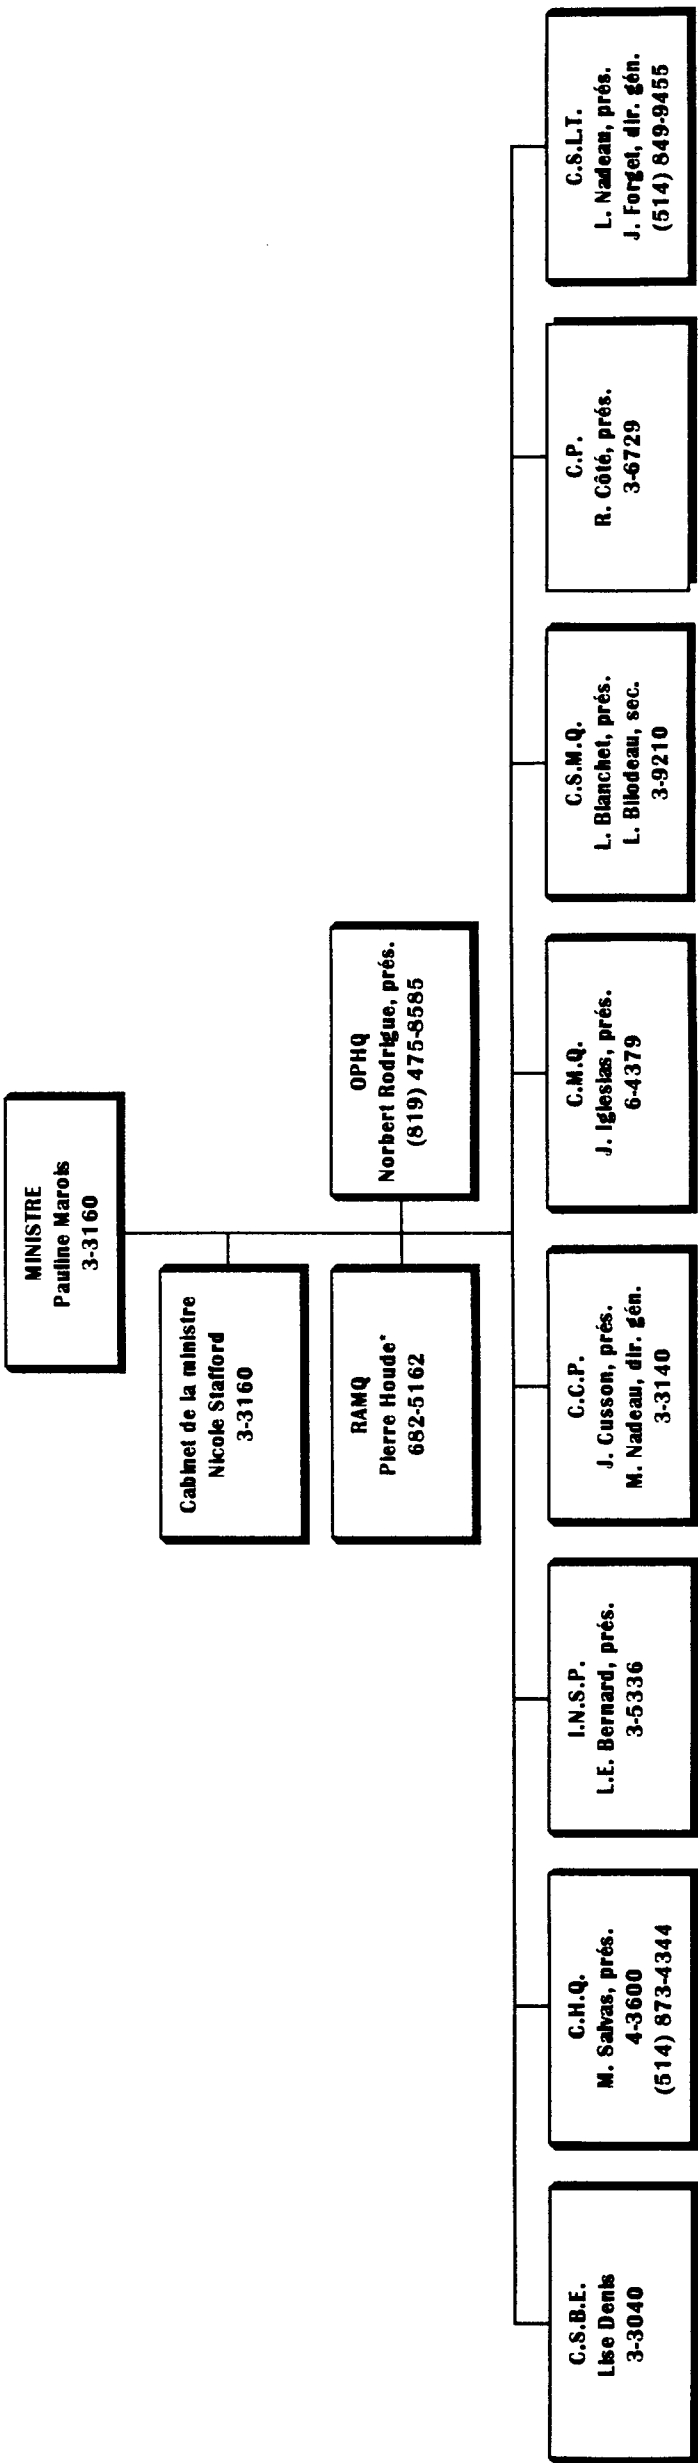 MINISTRE
Pauline Marois
3-3160
Cabinet de la ministre
Nicole Stafford
3-3160
RAMQ
Pierre Houde*
682-5162
OPHQ
Norbert Rodrigue, prés.
(819) 475-8585
C.S.B.E.
Lise Denis
3-3040
C.H.Q.
M. Salvas, prés.
4-3600
(514) 873-4344
I.N.S.P.
L.E. Bernard, prés.
3-5336
C.C.P.
J. Cusson, prés.
M. Nadeau, dir. gén.
3-3140
C.M.Q.
J. Iglesias, prés.
6-4379
C.S.M.Q.
L. Blanchet, prés.
L. Bilodeau, sec.
3-9210
C.P.
R. Côté, prés.
3-6729
C.S.L.T.
L. Nadeau, prés.
J. Forget, dir. gén.
(514) 849-9455